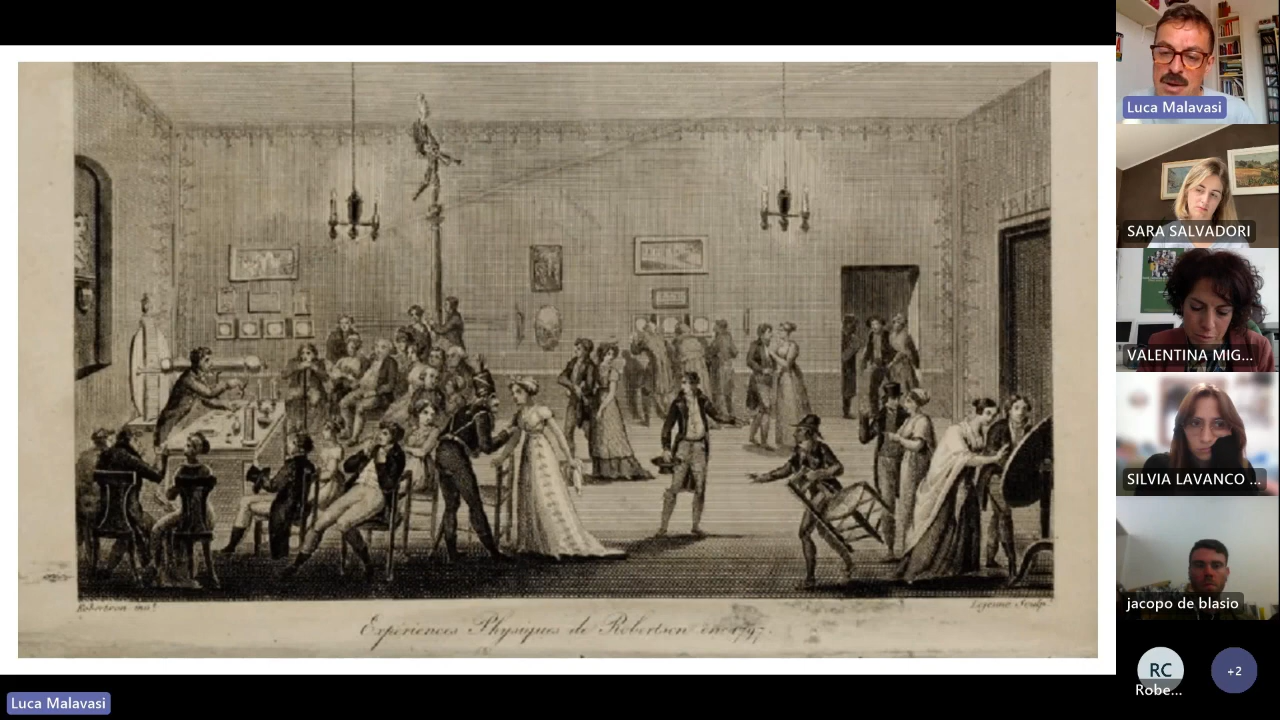 Luca Malavasi
SARA SALVADORI
VALENTINA MIG...
SILVIA LAVANCO ...
jacopo de blasio
RC
Robe...
+2
Expériences Physiques de Robertson en 1797.
Luca Malavasi